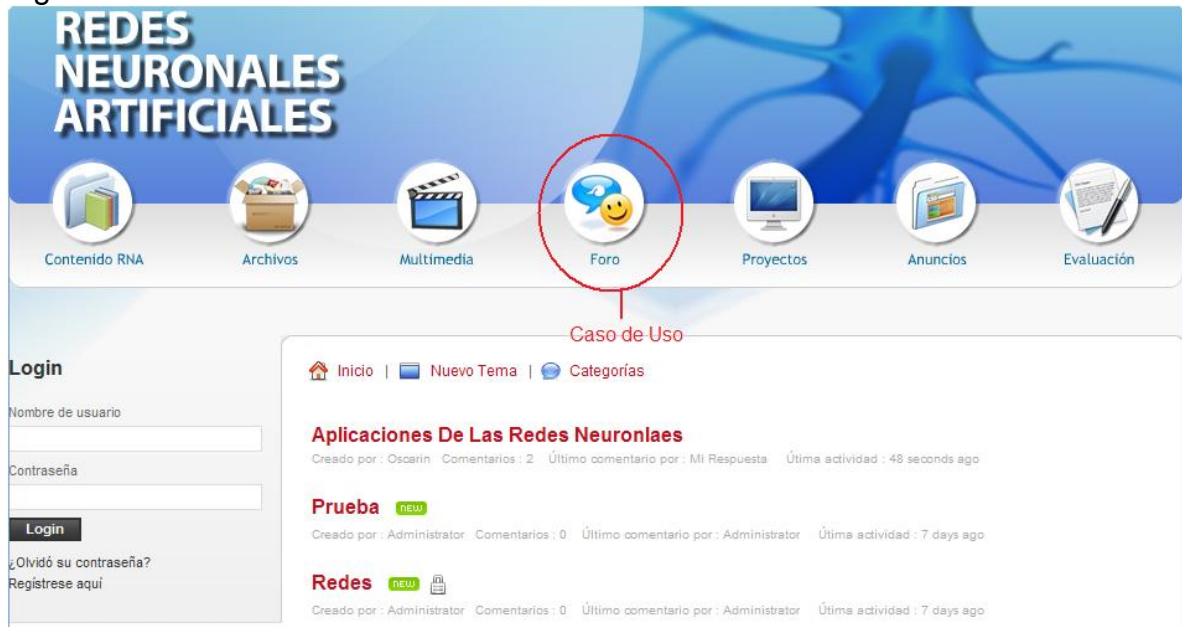 REDES
NEURONALES
ARTIFICIALES
Contenido RNA
Archivos
Multimedia
Foro
Proyectos
Anuncios
Evaluación
Caso de Uso
Login
Nombre de usuario
Contraseña
Login
¿Olvidó su contraseña?
Regístrese aquí
Inicio | Nuevo Tema | Categorías
Aplicaciones De Las Redes Neuronlaes
Creado por : Oscarin Comentarios : 2 Último comentario por : Mi Respuesta Útima actividad : 48 seconds ago
Prueba new
Creado por : Administrator Comentarios : 0 Último comentario por : Administrator Útima actividad : 7 days ago
Redes new
Creado por : Administrator Comentarios : 0 Último comentario por : Administrator Útima actividad : 7 days ago